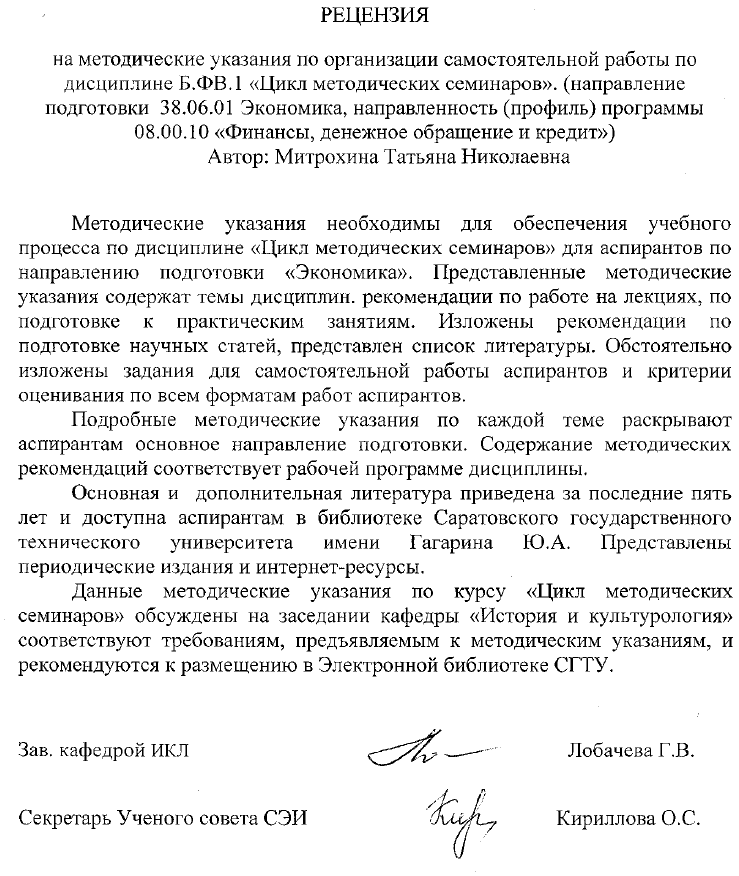 РЕЦЕНЗИЯ
на методические указания по организации самостоятельной работы по
дисциплине Б.ФВ.1 «Цикл методических семинаров». (направление
подготовки 38.06.01 Экономика, направленность (профиль) программы
08.00.10 «Финансы, денежное обращение и кредит»)
Автор: Митрохина Татьяна Николаевна
Методические указания необходимы для обеспечения учебного
процесса по дисциплине «Цикл методических семинаров» для аспирантов по
направлению подготовки «Экономика». Представленные методические
указания содержат темы дисциплин. рекомендации по работе на лекциях, по
подготовке к практическим занятиям. Изложены рекомендации по
подготовке научных статей, представлен список литературы. Обстоятельно
изложены задания для самостоятельной работы аспирантов и критерии
оценивания по всем форматам работ аспирантов.
Подробные методические указания по каждой теме раскрывают
аспирантам основное направление подготовки. Содержание методических
рекомендаций соответствует рабочей программе дисциплины.
Основная и дополнительная литература приведена за последние пять
лет и доступна аспирантам в библиотеке Саратовского государственного
технического университета имени Гагарина Ю.А. Представлены
периодические издания и интернет-ресурсы.
Данные методические указания по курсу «Цикл методических
семинаров» обсуждены на заседании кафедры «История и культурология»
соответствуют требованиям, предъявляемым к методическим указаниям, и
рекомендуются к размещению в Электронной библиотеке СГТУ.
Зав. кафедрой ИКЛ Лобачева Г.В.
Секретарь Ученого совета СЭИ Кириллова О.С.